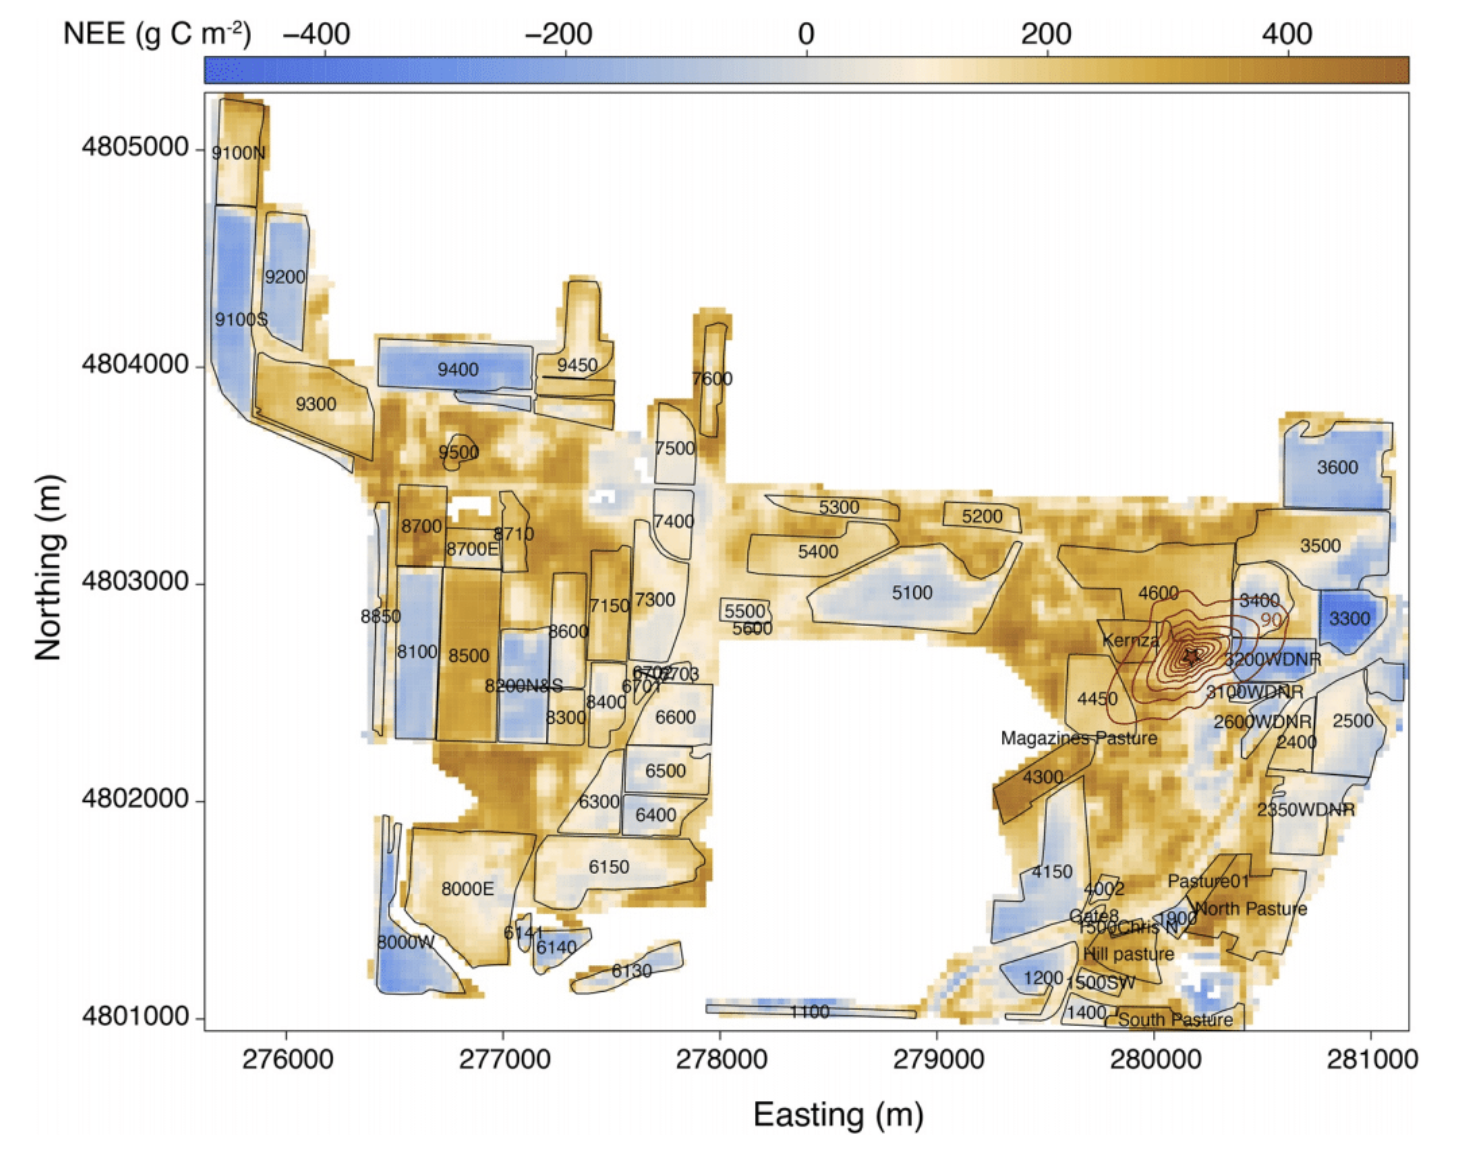 NEE (g C m-2) −400 −200 0 200 400
4805000
9100N
9200
9100S
4804000
9400
9450
7600
9300
9500
7500
3600
5300
5200
8700
8710
7400
8700E
5400
3500
4803000
5100
4600
3400
8850
7150
7300
5500
5600
90
3300
8600
8100
8500
Kernza
3200WDNR
6702
6703
6701
8200N&S
8400
4450
3100WDNR
8300
6600
2600WDNR
2500
Magazines Pasture
2400
6500
4300
4802000
6300
6400
2350WDNR
6150
4150
8000E
4002
Pasture01
North Pasture
Gate8
1900
1500Chris N
6141
6140
8000W
Hill pasture
6130
1200
1500SW
4801000
1100
1400
South Pasture
276000 277000 278000 279000 280000 281000
Northing (m)
Easting (m)